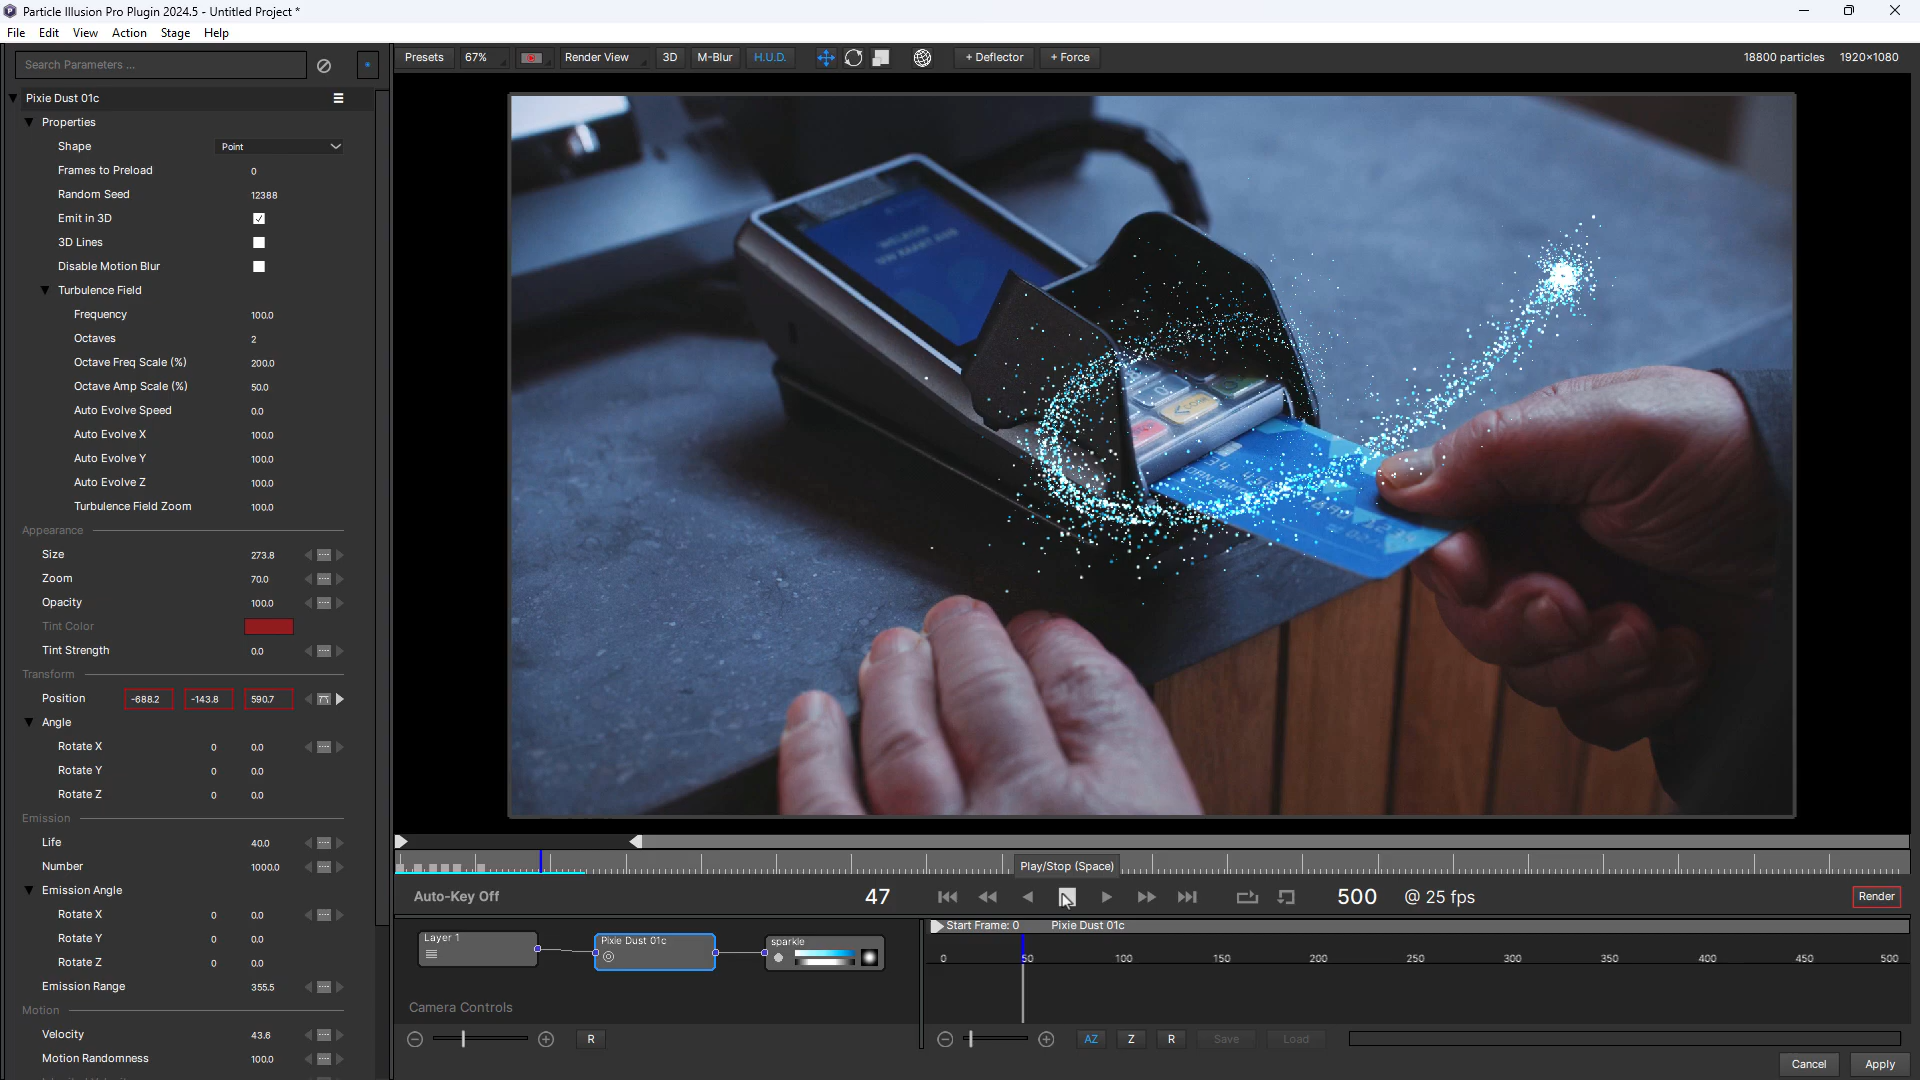 Particle Illusion Pro Plugin 2024.5 - Untitled Project *
File Edit View Action Stage Help
Search Parameters ...
Presets 67% Render View 3D M-Blur H.U.D. + Deflector + Force 18800 particles 1920×1080
Pixie Dust 01c
Properties
Shape Point
Frames to Preload 0
Random Seed 12388
Emit in 3D
3D Lines
Disable Motion Blur
Turbulence Field
Frequency 100.0
Octaves 2
Octave Freq Scale (%) 200.0
Octave Amp Scale (%) 50.0
Auto Evolve Speed 0.0
Auto Evolve X 100.0
Auto Evolve Y 100.0
Auto Evolve Z 100.0
Turbulence Field Zoom 100.0
Appearance
Size 273.8
Zoom 70.0
Opacity 100.0
Tint Color
Tint Strength 0.0
Transform
Position -688.2 -143.8 590.7
Angle
Rotate X 0 0.0
Rotate Y 0 0.0
Rotate Z 0 0.0
Emission
Life 40.0
Number 1000.0
Emission Angle
Rotate X 0 0.0
Rotate Y 0 0.0
Rotate Z 0 0.0
Emission Range 355.5
Motion
Velocity 43.6
Motion Randomness 100.0
Play/Stop (Space)
Auto-Key Off 47 500 @ 25 fps Render
Layer 1 Pixie Dust 01c sparkle
Camera Controls
R
Start Frame: 0 Pixie Dust 01c
0 50 100 150 200 250 300 350 400 450 500
AZ Z R Save Load
Cancel Apply